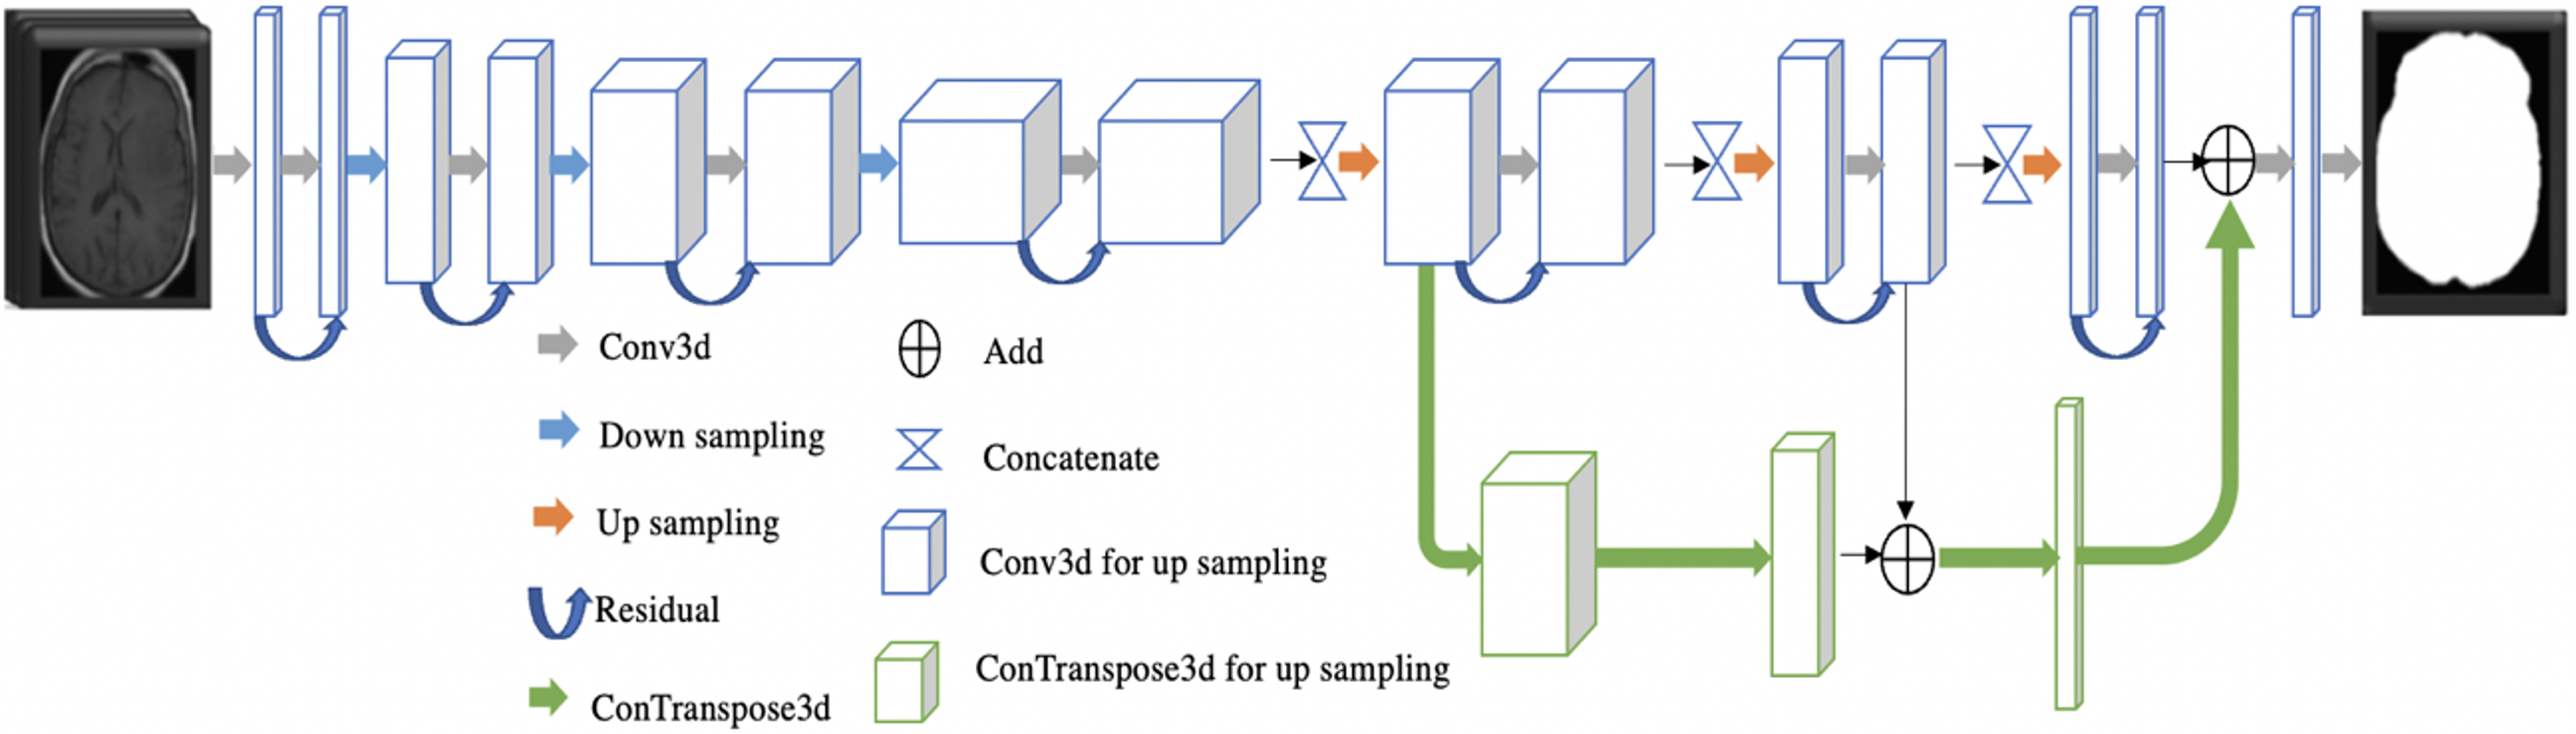 Conv3d
Add
Down sampling
Concatenate
Up sampling
Conv3d for up sampling
Residual
ConTranspose3d for up sampling
ConTranspose3d